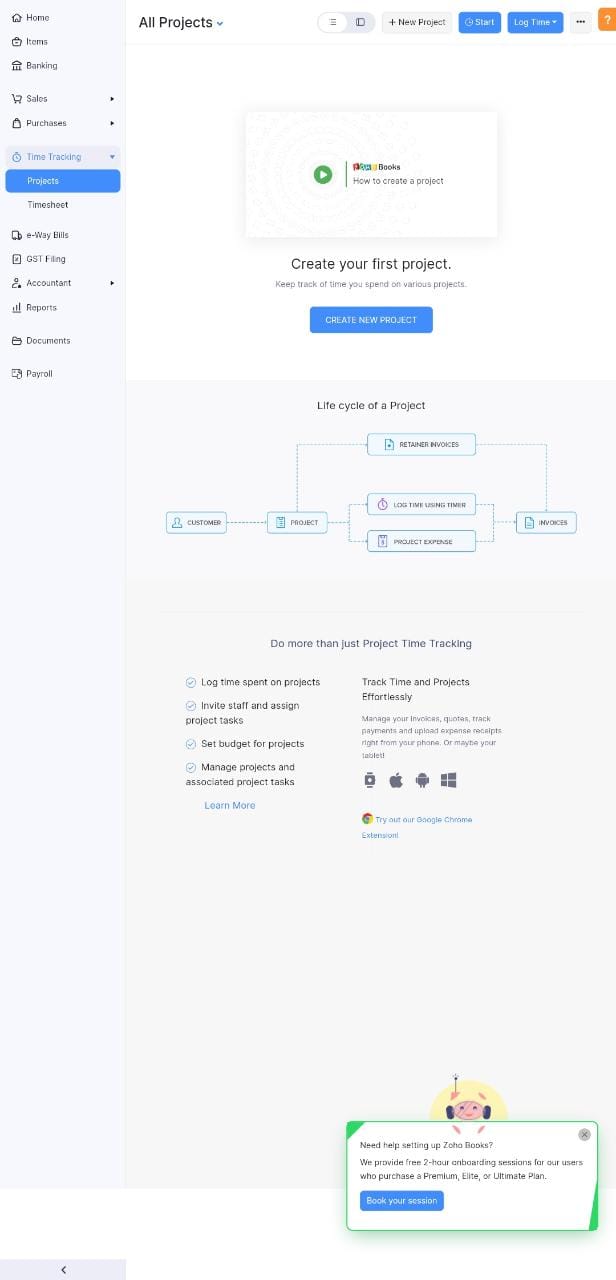 Home
Items
Banking
Sales
Purchases
Time Tracking
Projects
Timesheet
e-Way Bills
GST Filing
Accountant
Reports
Documents
Payroll
All Projects
+ New Project
Start
Log Time
?
ZOHO Books
How to create a project
Create your first project.
Keep track of time you spend on various projects.
CREATE NEW PROJECT
Life cycle of a Project
RETAINER INVOICES
LOG TIME USING TIMER
CUSTOMER
PROJECT
INVOICES
PROJECT EXPENSE
Do more than just Project Time Tracking
Log time spent on projects
Invite staff and assign
project tasks
Set budget for projects
Manage projects and
associated project tasks
Learn More
Track Time and Projects
Effortlessly
Manage your invoices, quotes, track
payments and upload expense receipts
right from your phone. Or maybe your
tablet!
Try out our Google Chrome
Extension!
Need help setting up Zoho Books?
We provide free 2-hour onboarding sessions for our users
who purchase a Premium, Elite, or Ultimate Plan.
Book your session